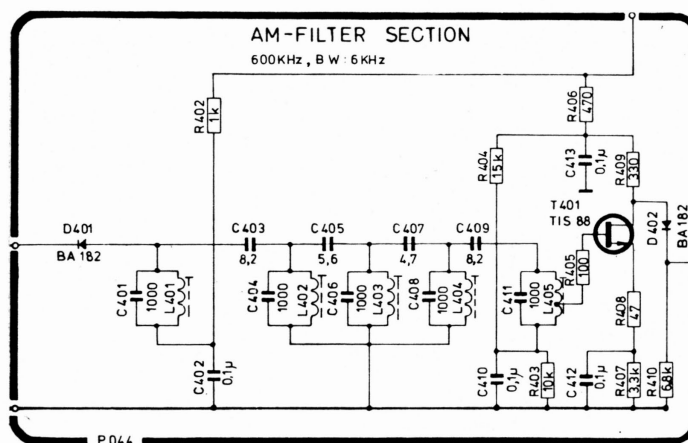 AM-FILTER SECTION
600KHz, BW:6KHz
R402
1k
R406
470
R404
15k
C413
0,1µ
R409
330
T401
TIS 88
D402
BA 182
D401
BA 182
C403
8,2
C405
5,6
C407
4,7
C409
8,2
R405
100
C401
1000
L401
C404
1000
L402
C406
1000
L403
C408
1000
L404
C411
1000
L405
R408
47
C402
0,1µ
C410
0,1µ
R403
10k
C412
0,1µ
R407
3,3k
R410
6,8k
P044